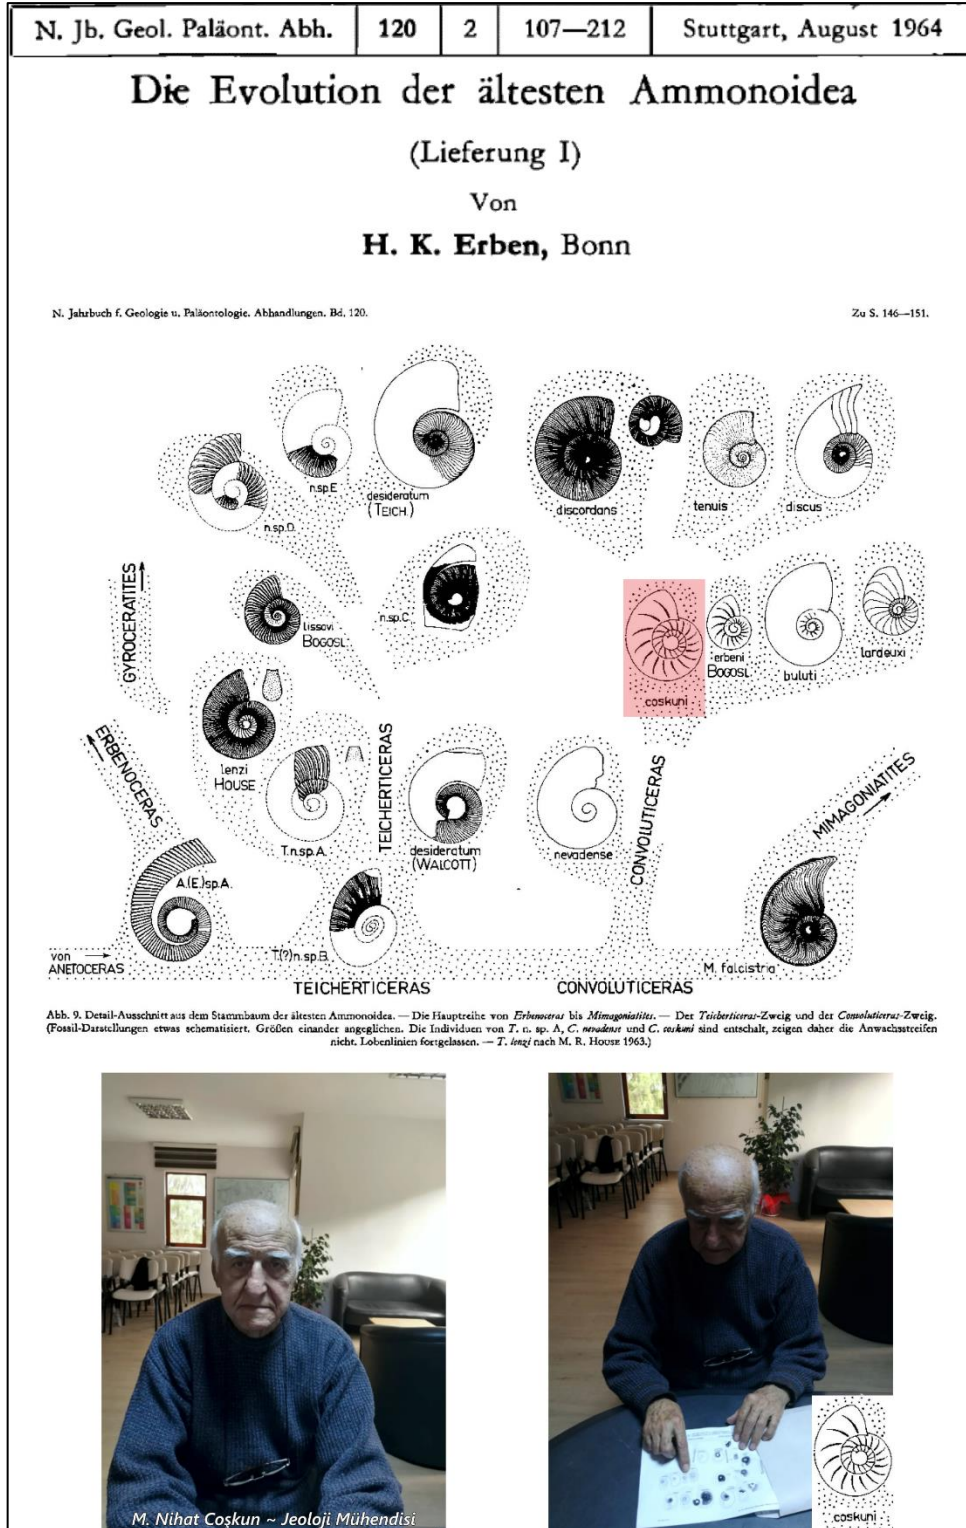 N. Jb. Geol. Paläont. Abh. 120 2 107—212 Stuttgart, August 1964
Die Evolution der ältesten Ammonoidea
(Lieferung I)
Von
H. K. Erben, Bonn
N. Jahrbuch f. Geologie u. Paläontologie. Abhandlungen. Bd. 120.
Zu S. 146—151.
n.sp.D.
n.sp.E
desideratum
(TEICH.)
discordans
tenuis
discus
GYROCERATITES
lissovi
BOGOSL.
n.sp.C.
coskuni
erbeni
BOGOSL.
buluti
lardeuxi
ERBENOCERAS
lenzi
HOUSE
T.n.sp.A.
TEICHERTICERAS
desideratum
(WALCOTT)
nevadense
CONVOLUTICERAS
MIMAGONIATITES
A.(E.)sp.A.
von
ANETOCERAS
T.(?)n.sp.B.
M. falcistria
TEICHERTICERAS
CONVOLUTICERAS
Abb. 9. Detail-Ausschnitt aus dem Stammbaum der ältesten Ammonoidea. — Die Hauptreihe von Erbenoceras bis Mimagoniatites. — Der Teicherticeras-Zweig und der Convoluticeras-Zweig.
(Fossil-Darstellungen etwas schematisiert. Größen einander angeglichen. Die Individuen von T. n. sp. A, C. nevadense und C. coskuni sind entschalt, zeigen daher die Anwachsstreifen
nicht. Lobenlinien fortgelassen. — T. lenzi nach M. R. HOUSE 1963.)
M. Nihat Coşkun ~ Jeoloji Mühendisi
coskuni